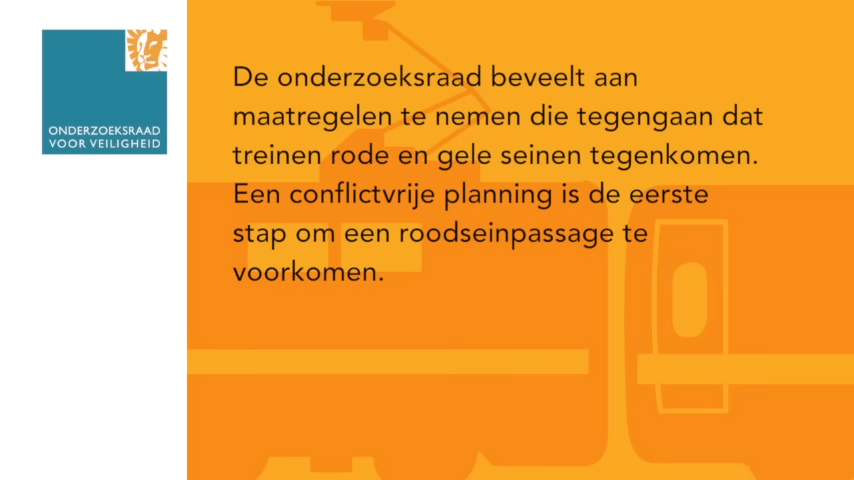 ONDERZOEKSRAAD
VOOR VEILIGHEID
De onderzoeksraad beveelt aan
maatregelen te nemen die tegengaan dat
treinen rode en gele seinen tegenkomen.
Een conflictvrije planning is de eerste
stap om een roodseinpassage te
voorkomen.